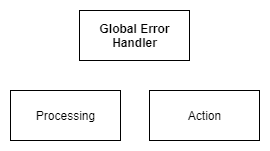 Global Error
Handler
Processing
Action